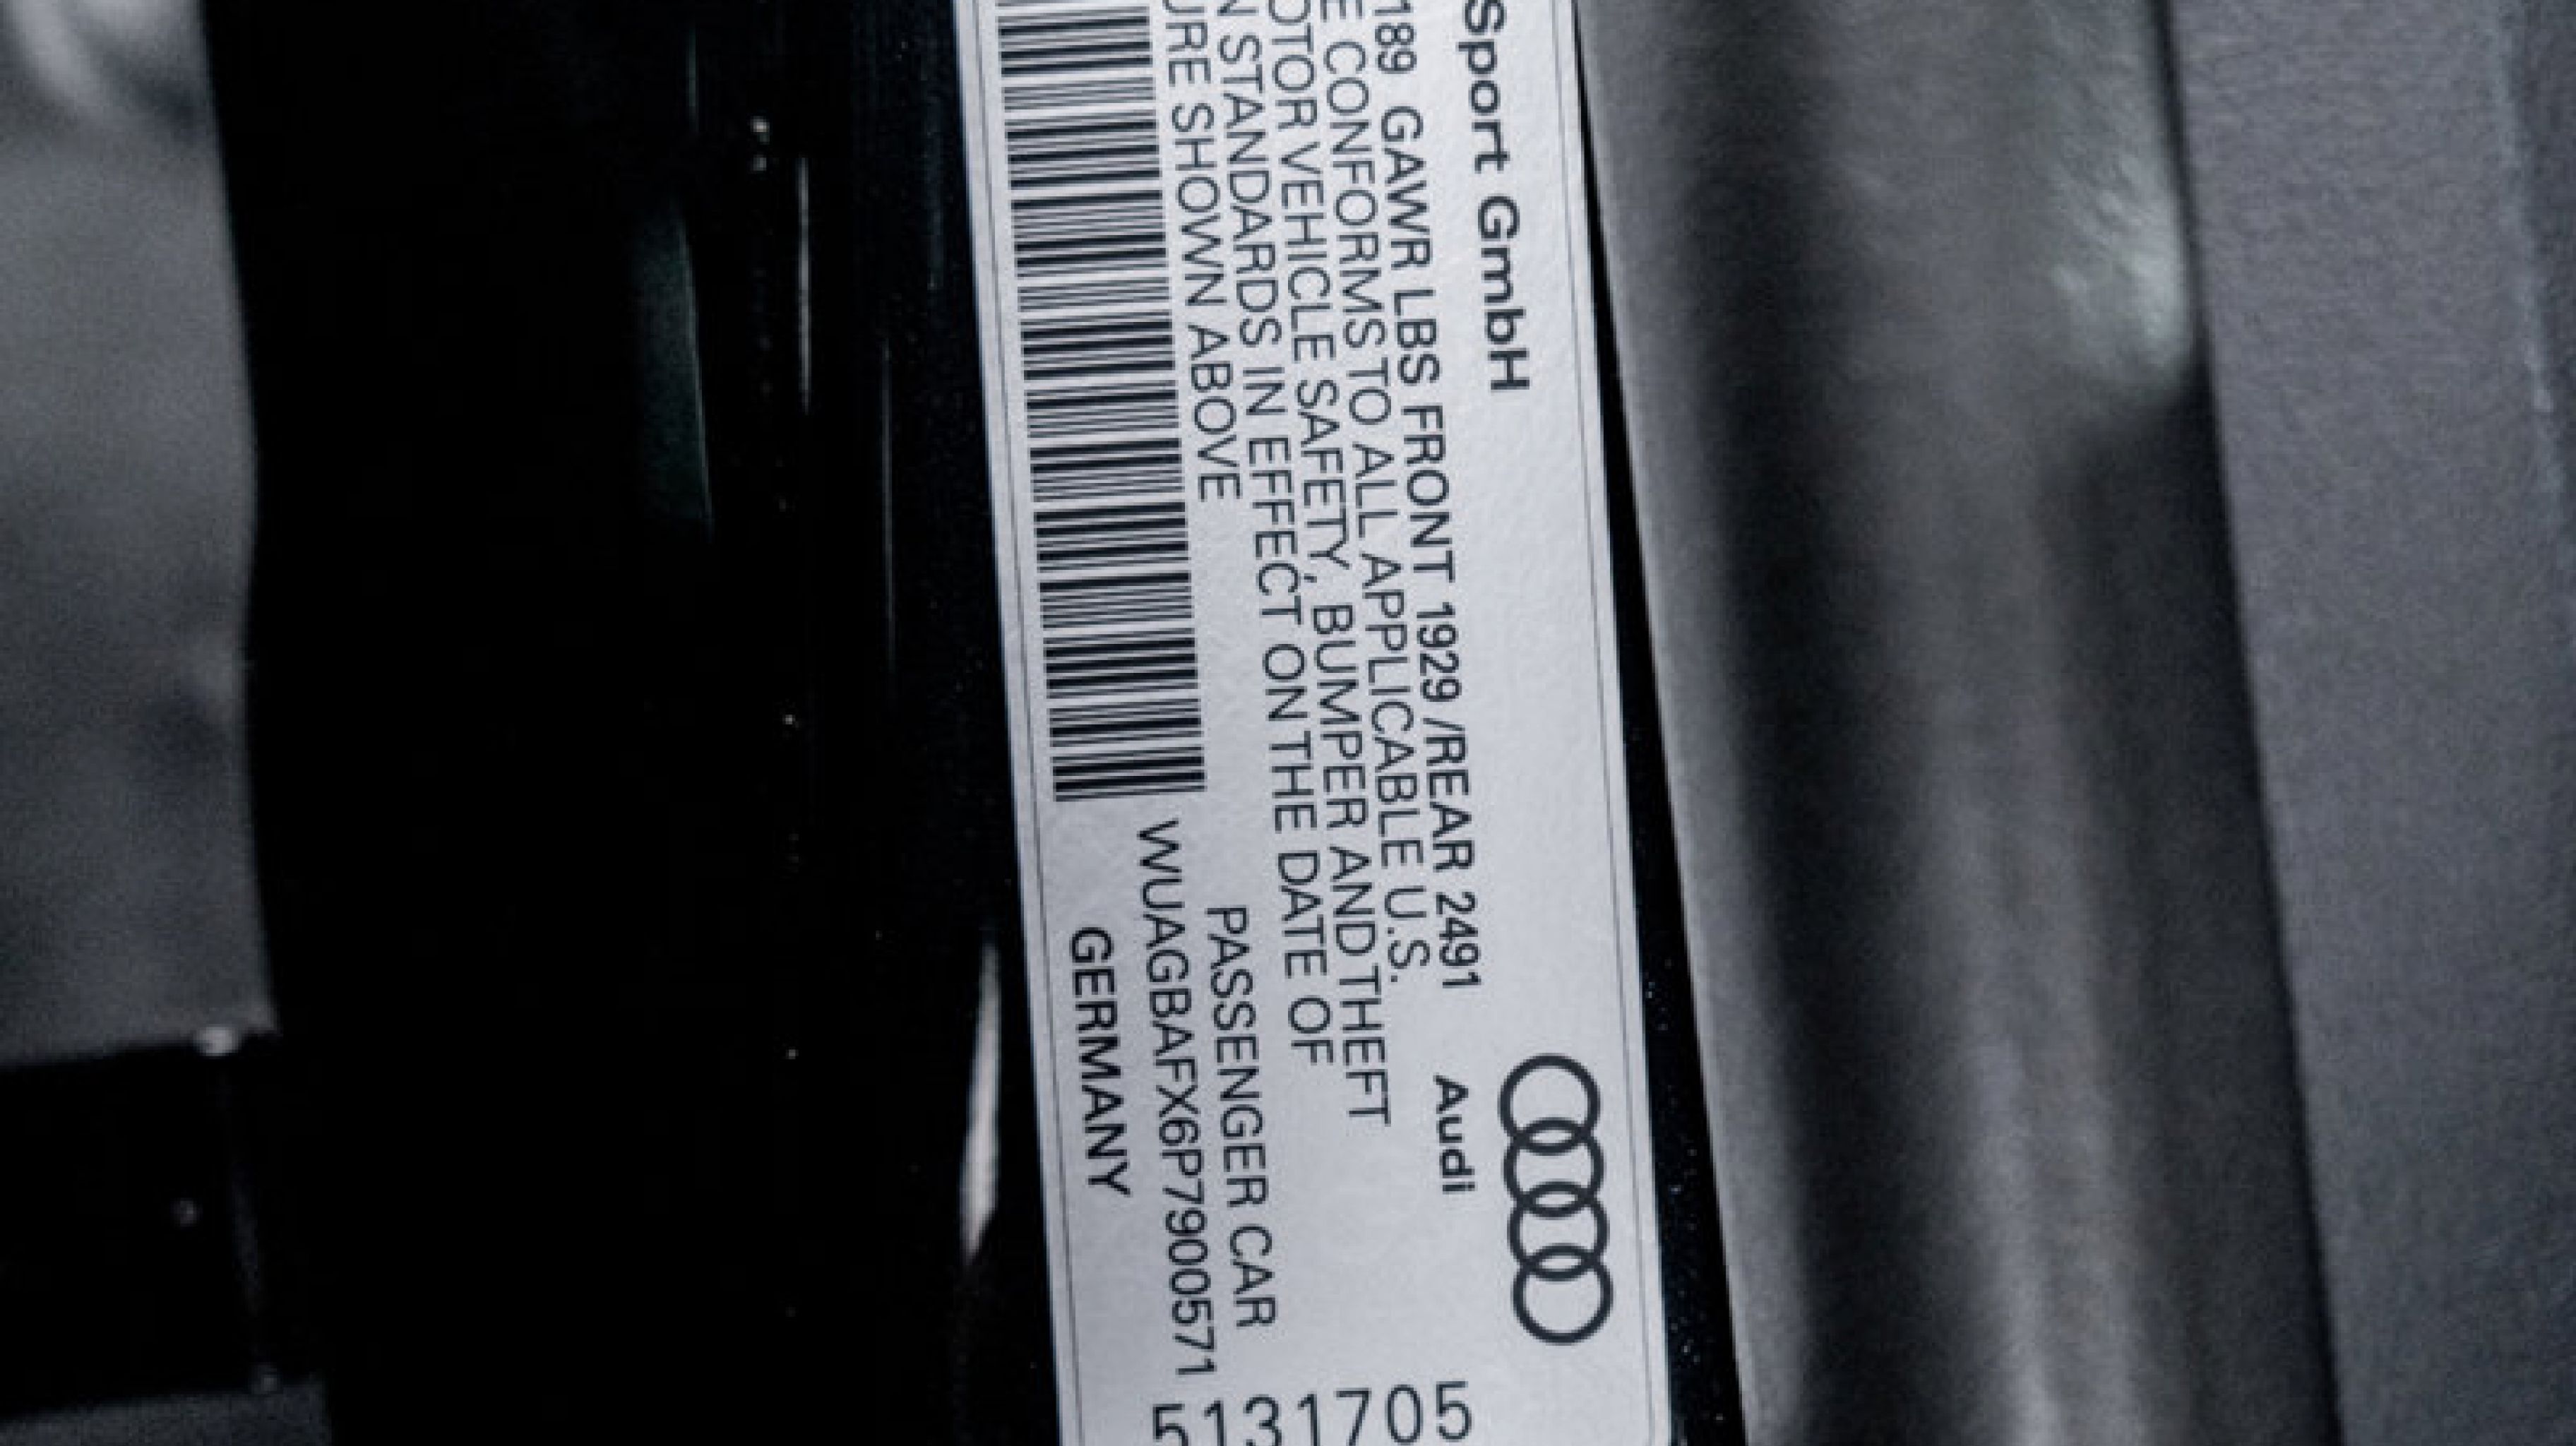 Sport GmbH
189 GAWR LBS FRONT 1929 /REAR 2491
E CONFORMS TO ALL APPLICABLE U.S.
OTOR VEHICLE SAFETY, BUMPER AND THEFT
N STANDARDS IN EFFECT ON THE DATE OF
URE SHOWN ABOVE
Audi
PASSENGER CAR
WUAGBAFX6P7900571
GERMANY
5131705